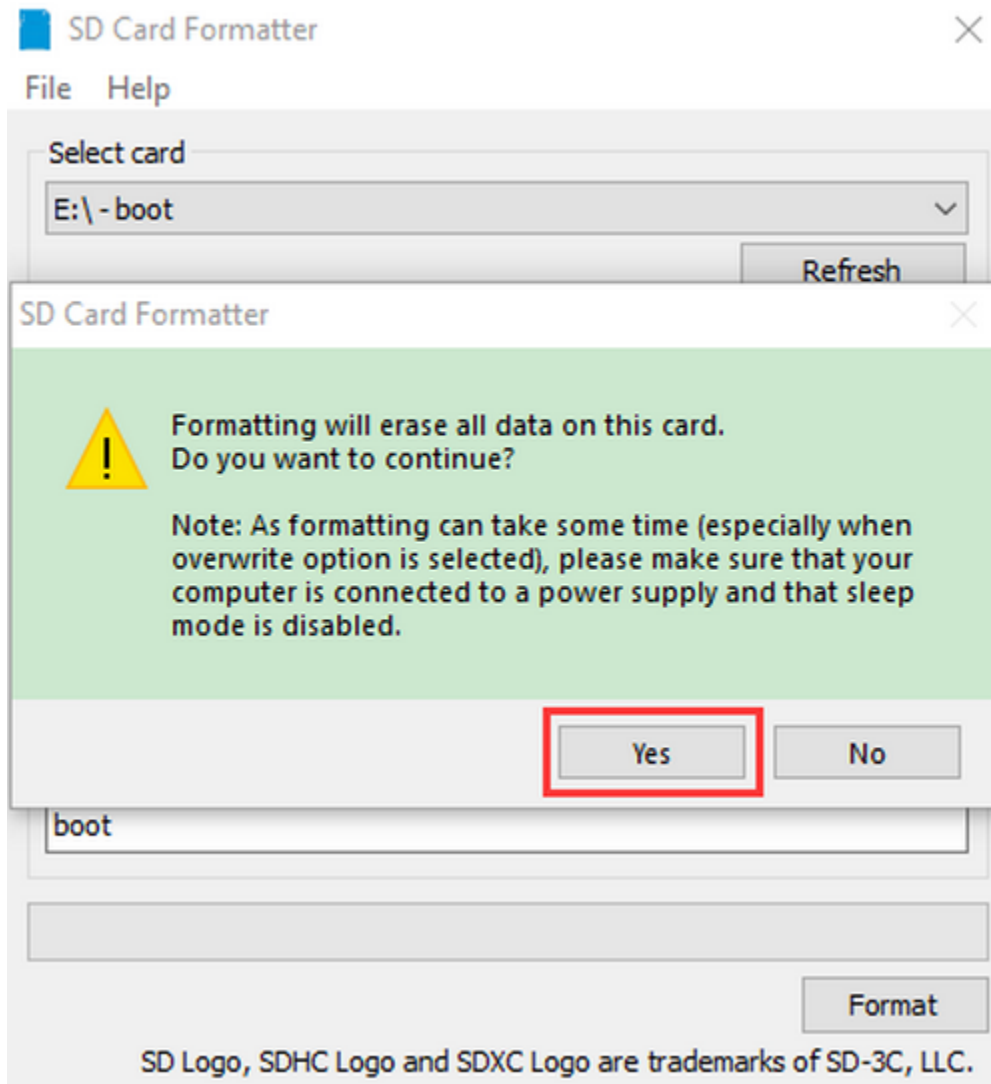 SD Card Formatter
File Help
Select card
E:\ - boot
Refresh
SD Card Formatter
Formatting will erase all data on this card.
Do you want to continue?
Note: As formatting can take some time (especially when
overwrite option is selected), please make sure that your
computer is connected to a power supply and that sleep
mode is disabled.
Yes No
boot
Format
SD Logo, SDHC Logo and SDXC Logo are trademarks of SD-3C, LLC.